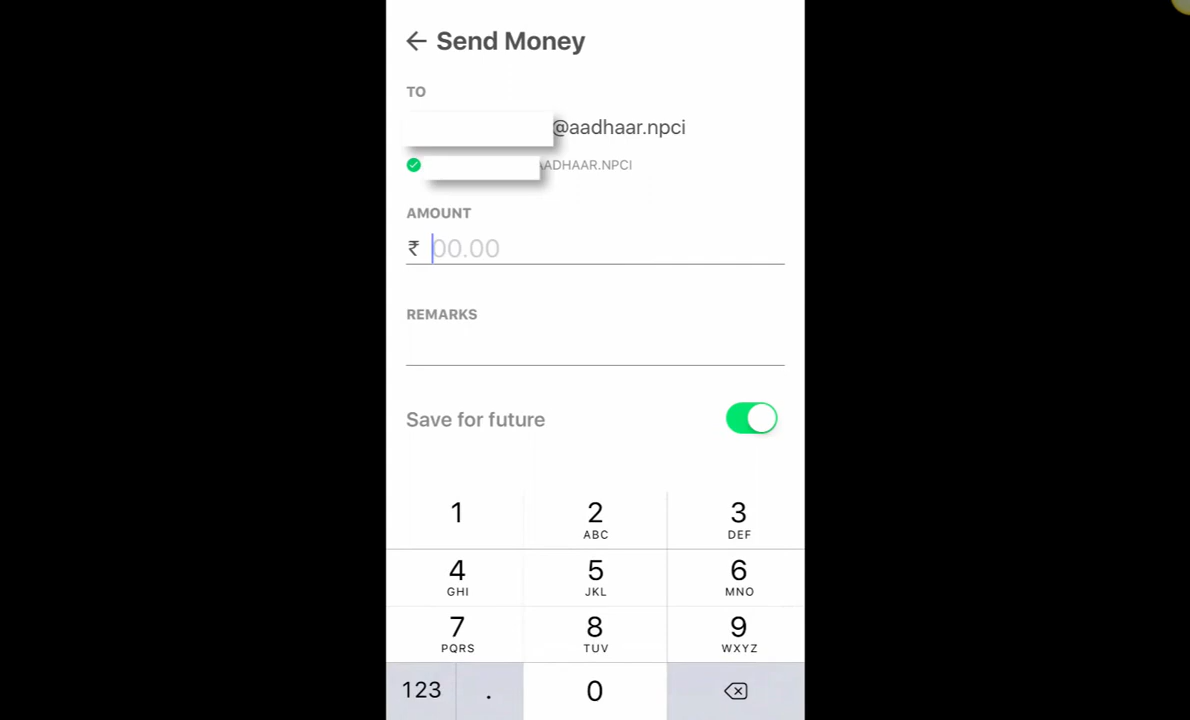 ← Send Money
TO
@aadhaar.npci
AADHAAR.NPCI
AMOUNT
₹ 00.00
REMARKS
Save for future
1 2 3
ABC DEF
4 5 6
GHI JKL MNO
7 8 9
PQRS TUV WXYZ
123 . 0